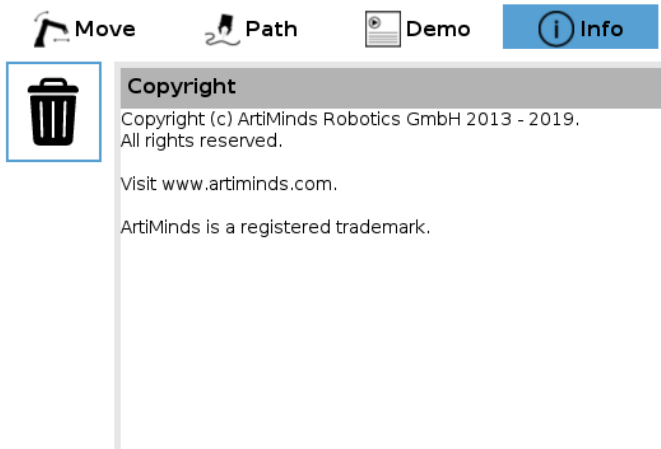 Move
Path
Demo
Info
Copyright
Copyright (c) ArtiMinds Robotics GmbH 2013 - 2019.
All rights reserved.
Visit www.artiminds.com.
ArtiMinds is a registered trademark.